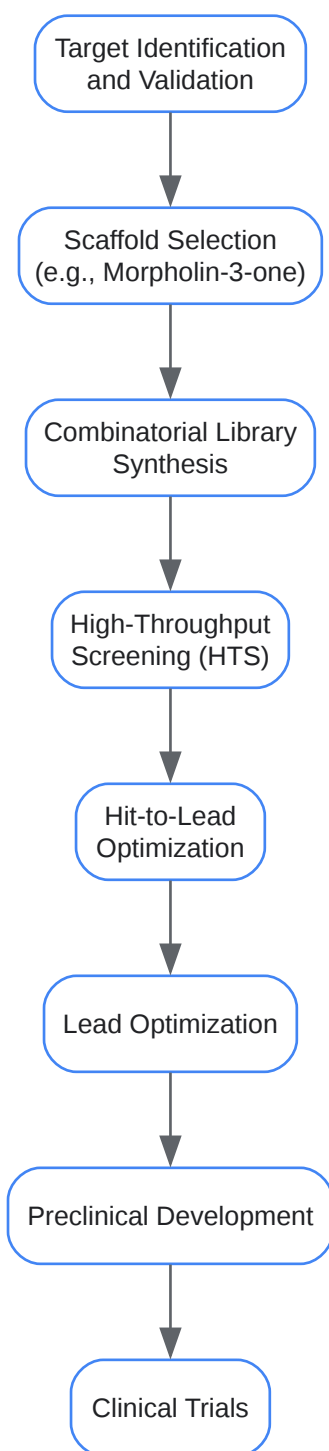 Target Identification
and Validation
Scaffold Selection
(e.g., Morpholin-3-one)
Combinatorial Library
Synthesis
High-Throughput
Screening (HTS)
Hit-to-Lead
Optimization
Lead Optimization
Preclinical Development
Clinical Trials